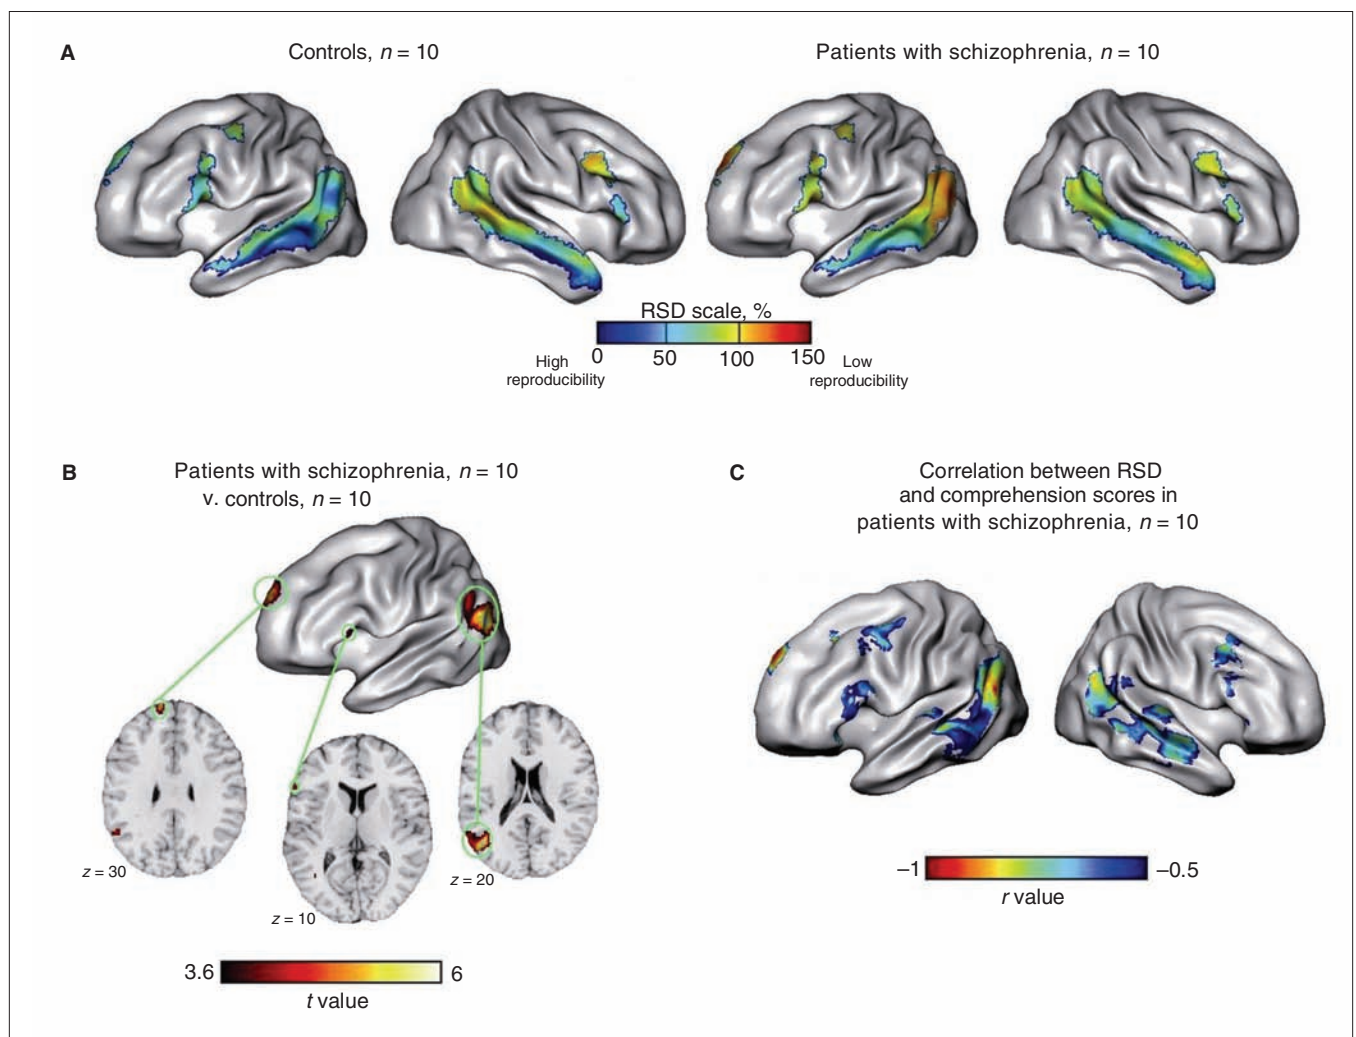 A
Controls, n = 10
Patients with schizophrenia, n = 10
RSD scale, %
0 50 100 150
High
reproducibility
Low
reproducibility
B
Patients with schizophrenia, n = 10
v. controls, n = 10
z = 30
z = 10
z = 20
3.6 6
t value
C
Correlation between RSD
and comprehension scores in
patients with schizophrenia, n = 10
–1 –0.5
r value